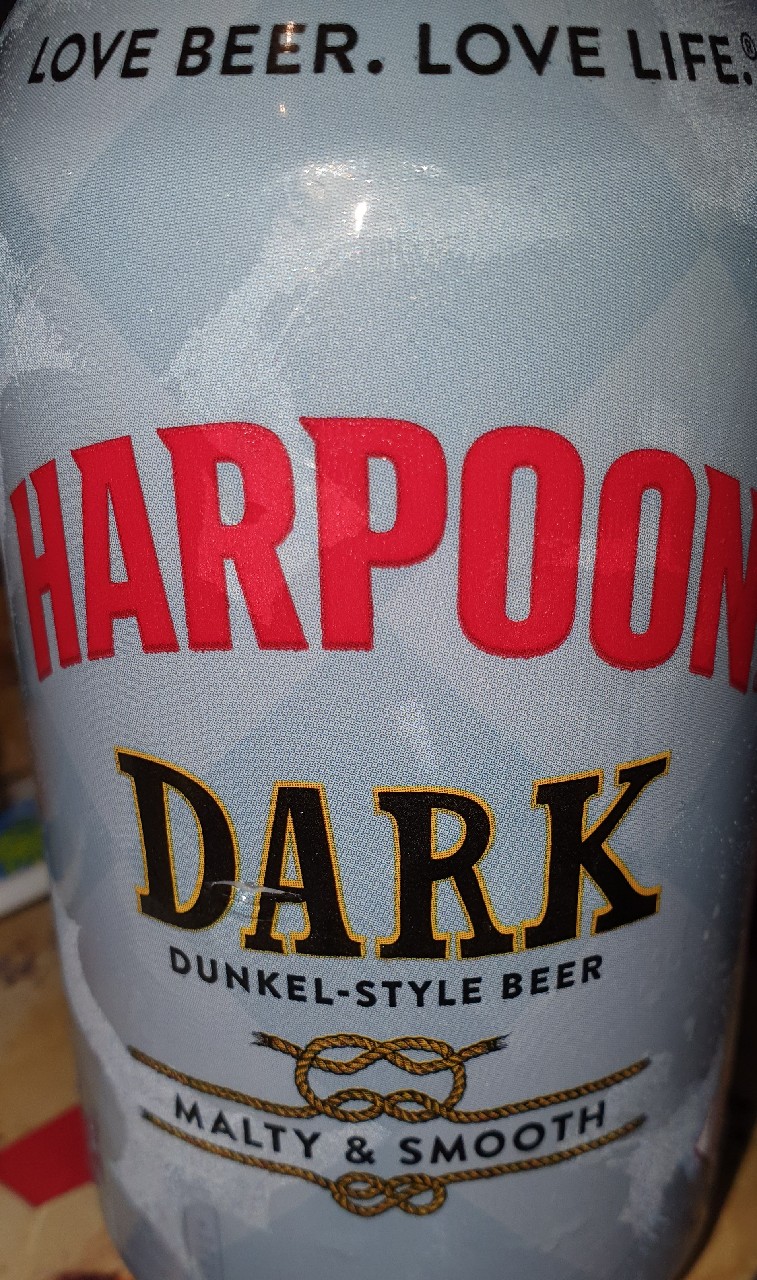 LOVE BEER. LOVE LIFE.®
HARPOON
DARK
DUNKEL-STYLE BEER
MALTY & SMOOTH